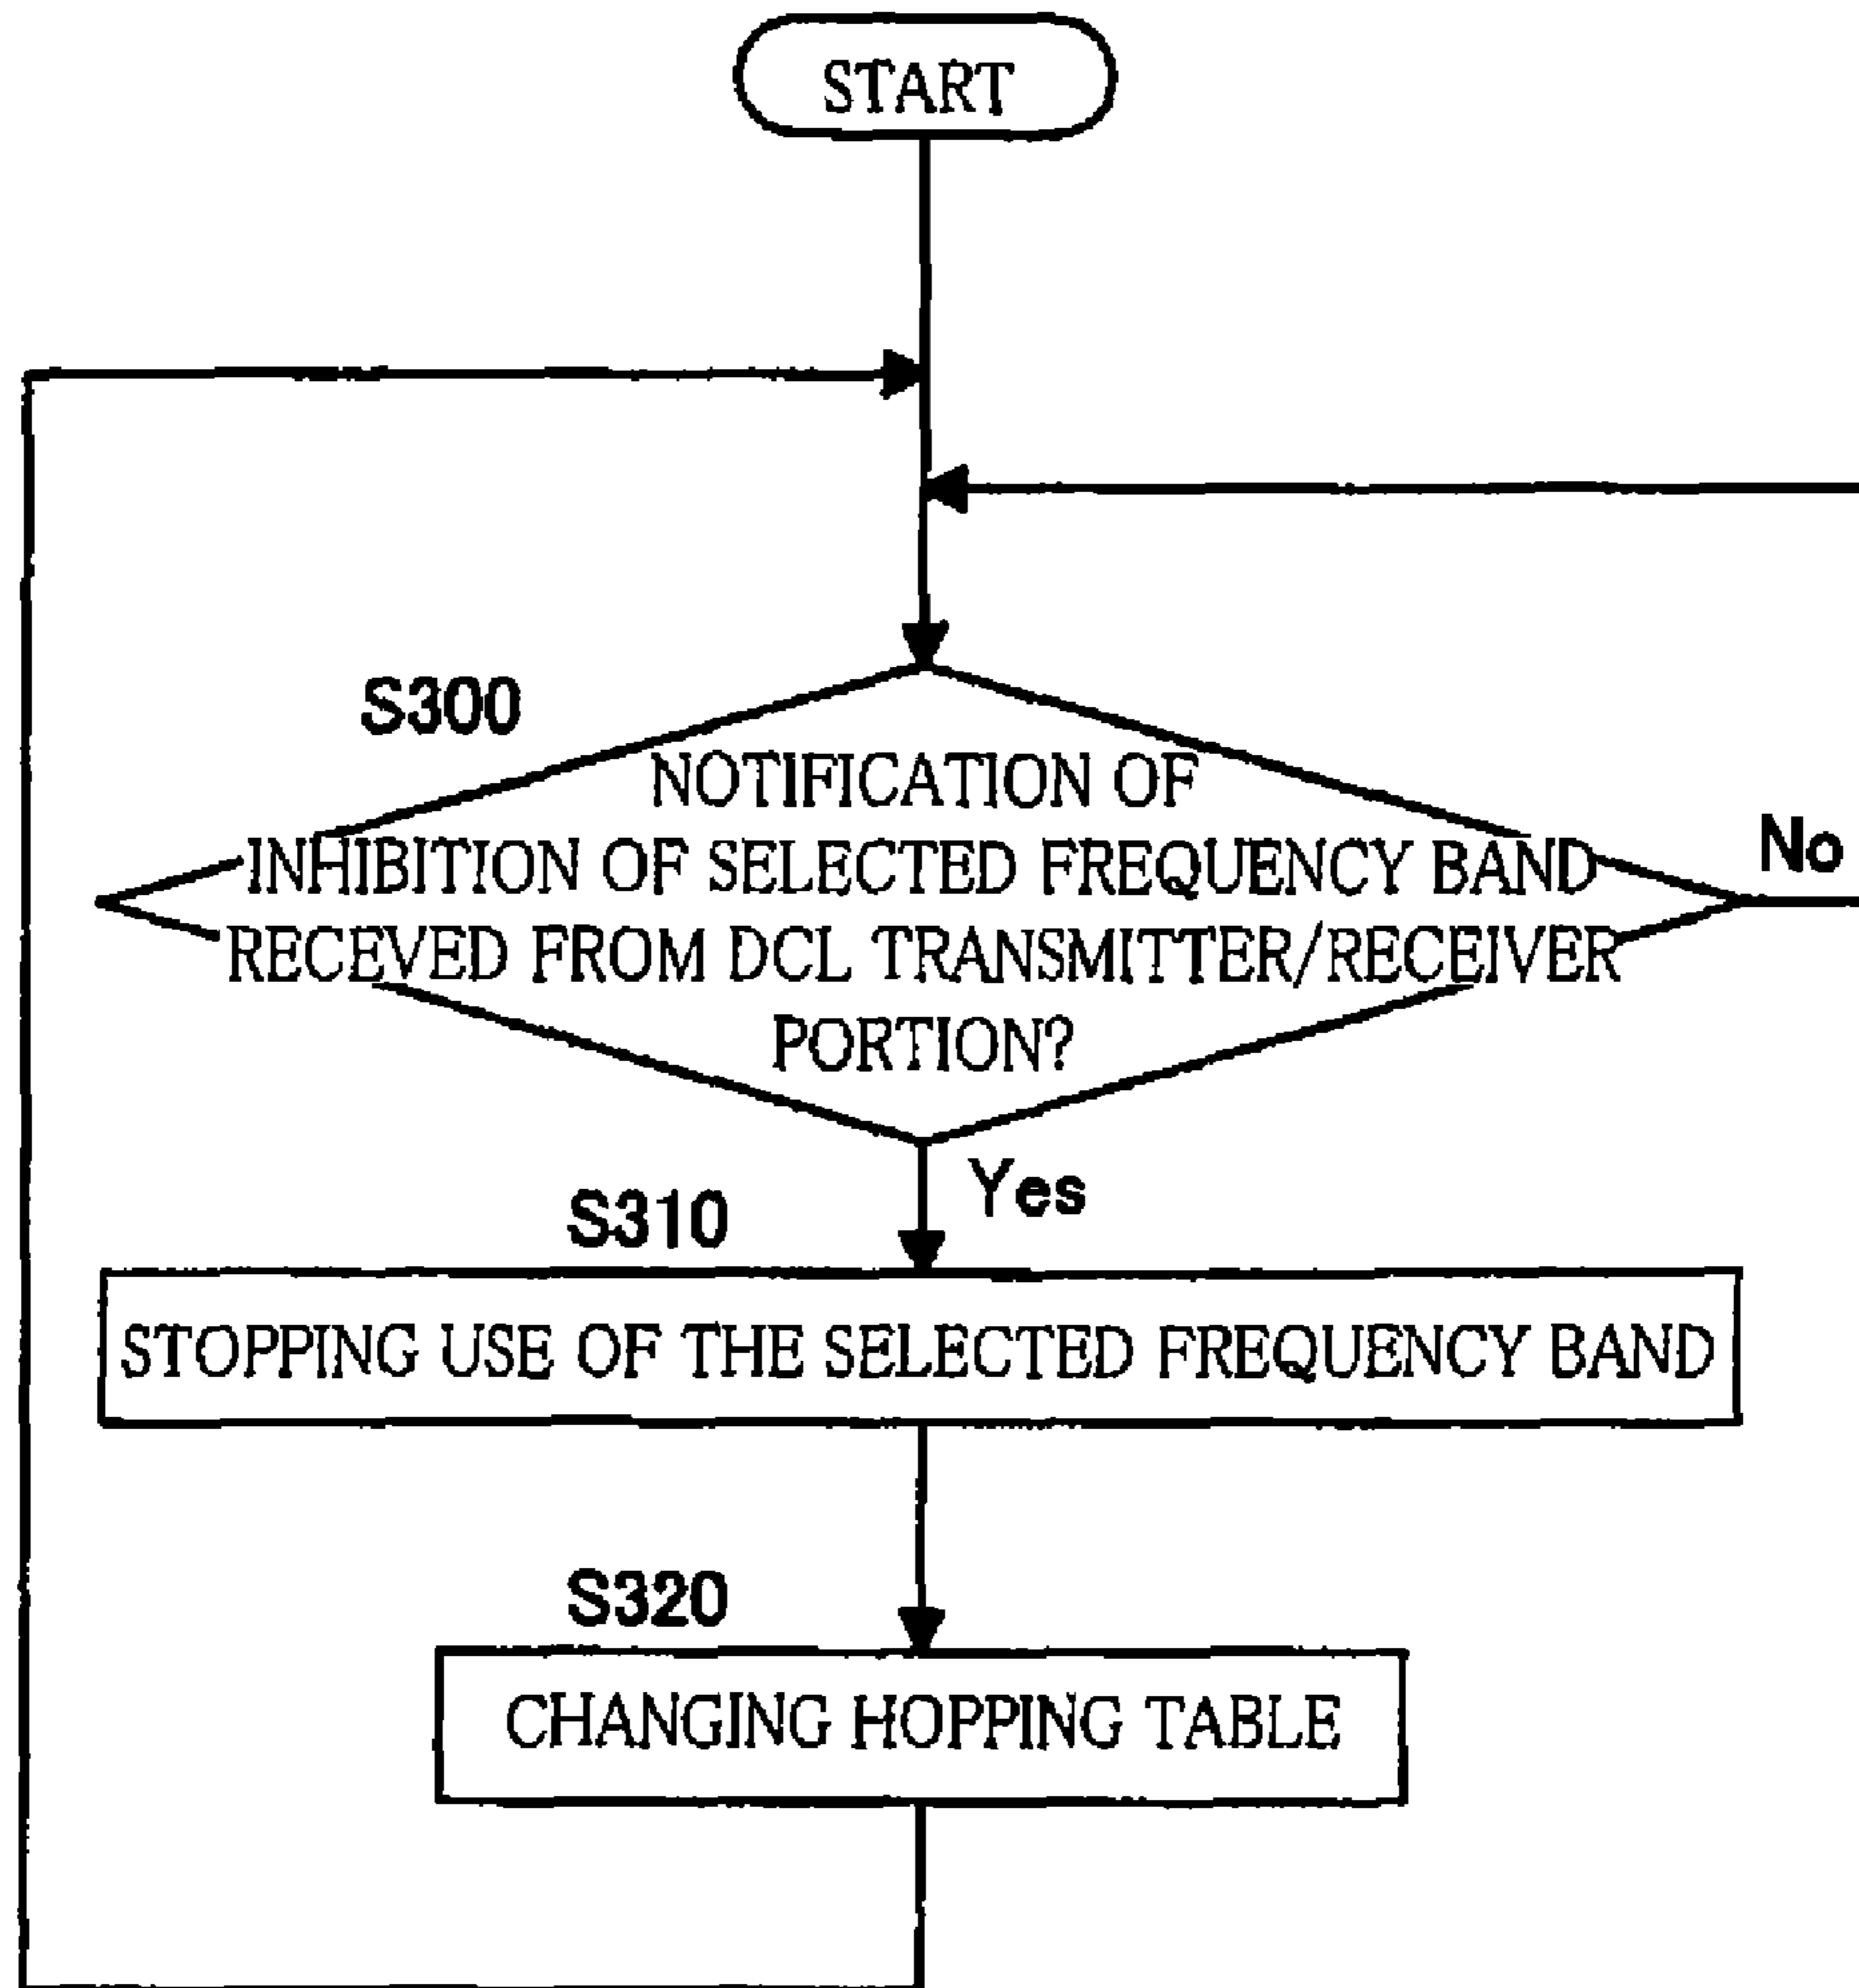 START
S300
NOTIFICATION OF
INHIBITION OF SELECTED FREQUENCY BAND
No
RECEVED FROM DCL TRANSMITTER/RECEIVER
PORTION?
Yes
S310
STOPPING USE OF THE SELECTED FREQUENCY BAND
S320
CHANGING HOPPING TABLE